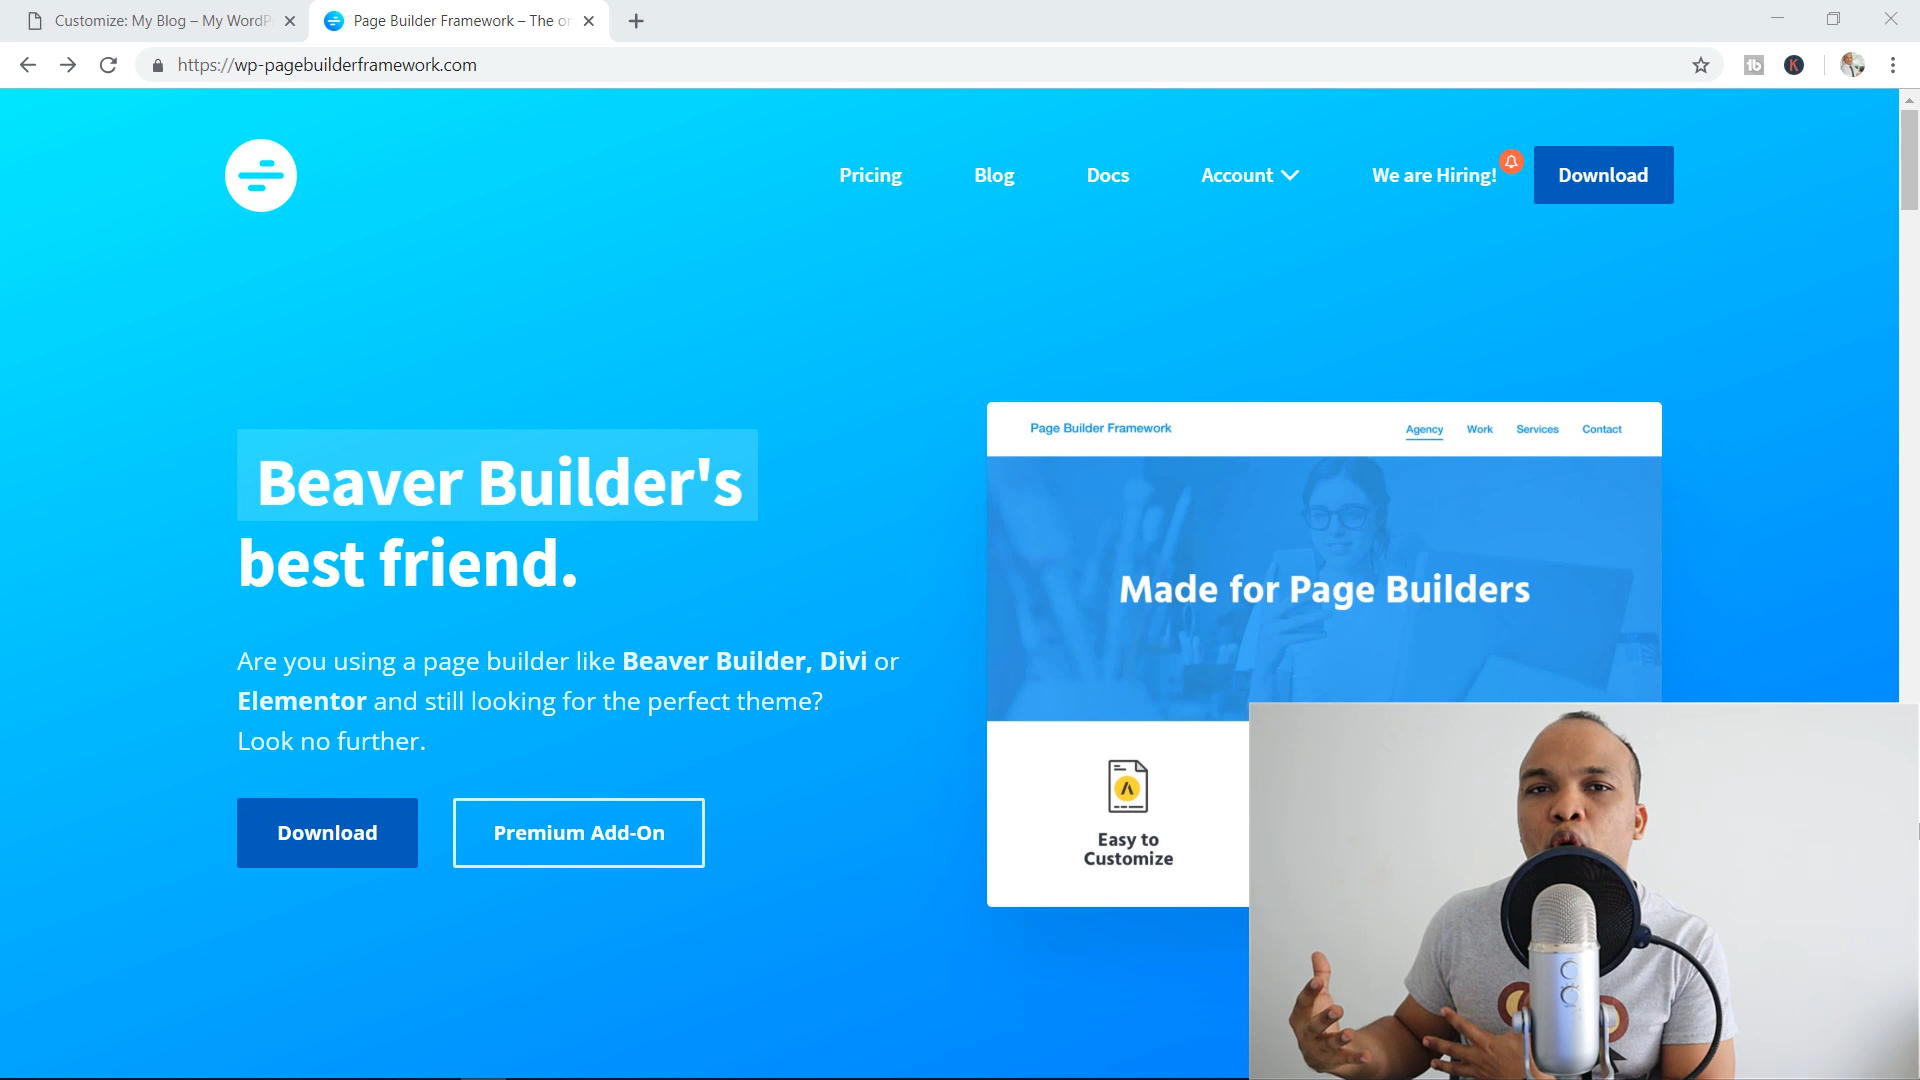 Customize: My Blog – My WordP
Page Builder Framework – The or
https://wp-pagebuilderframework.com
Pricing
Blog
Docs
Account
We are Hiring!
Download
Beaver Builder's
best friend.
Are you using a page builder like Beaver Builder, Divi or
Elementor and still looking for the perfect theme?
Look no further.
Download
Premium Add-On
Page Builder Framework
Agency
Work
Services
Contact
Made for Page Builders
Easy to
Customize